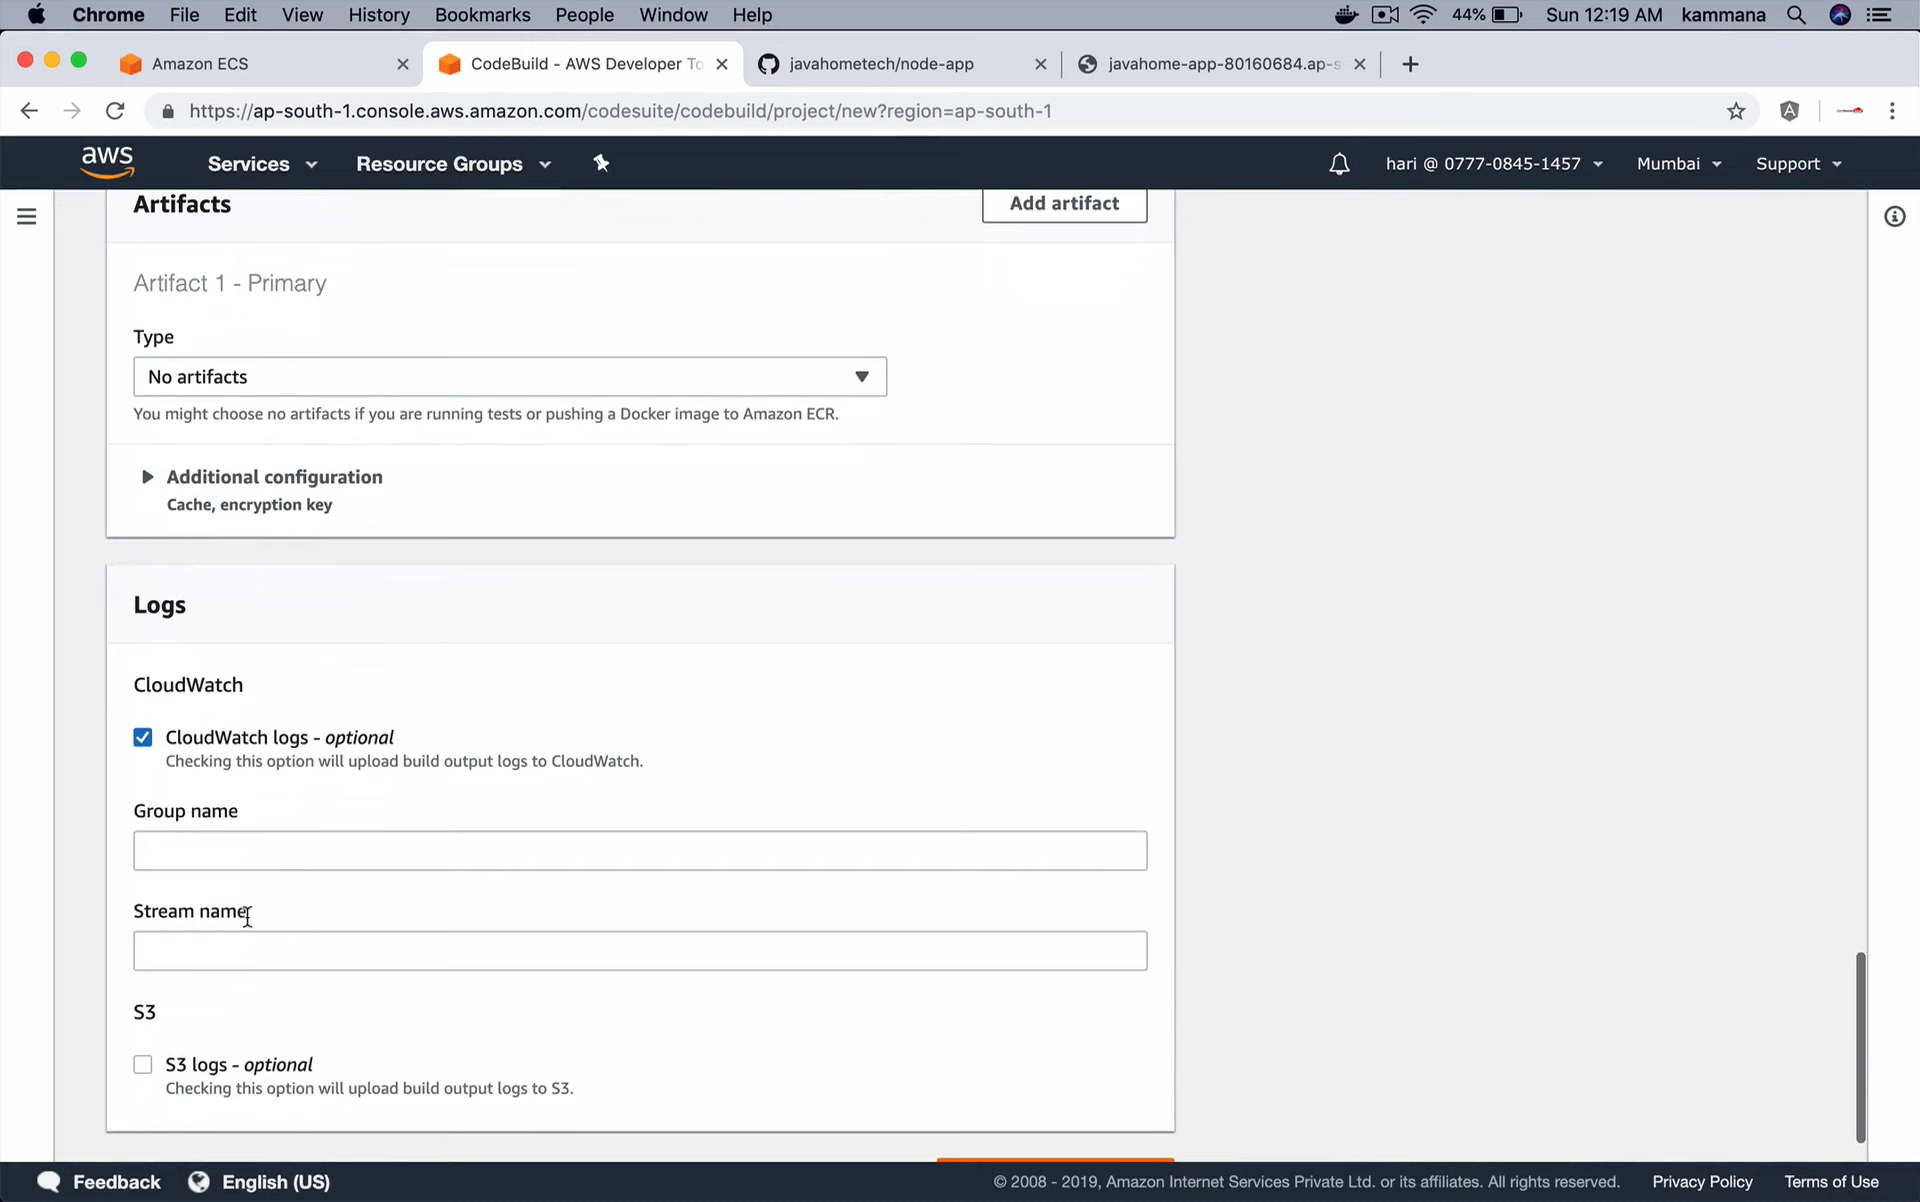 Chrome File Edit View History Bookmarks People Window Help 44% Sun 12:19 AM kammana
Amazon ECS CodeBuild - AWS Developer To javahometech/node-app javahome-app-80160684.ap-s
https://ap-south-1.console.aws.amazon.com/codesuite/codebuild/project/new?region=ap-south-1
aws Services Resource Groups hari @ 0777-0845-1457 Mumbai Support
Artifacts Add artifact
Artifact 1 - Primary
Type
No artifacts
You might choose no artifacts if you are running tests or pushing a Docker image to Amazon ECR.
Additional configuration
Cache, encryption key
Logs
CloudWatch
CloudWatch logs - optional
Checking this option will upload build output logs to CloudWatch.
Group name
Stream name
S3
S3 logs - optional
Checking this option will upload build output logs to S3.
Feedback English (US) © 2008 - 2019, Amazon Internet Services Private Ltd. or its affiliates. All rights reserved. Privacy Policy Terms of Use